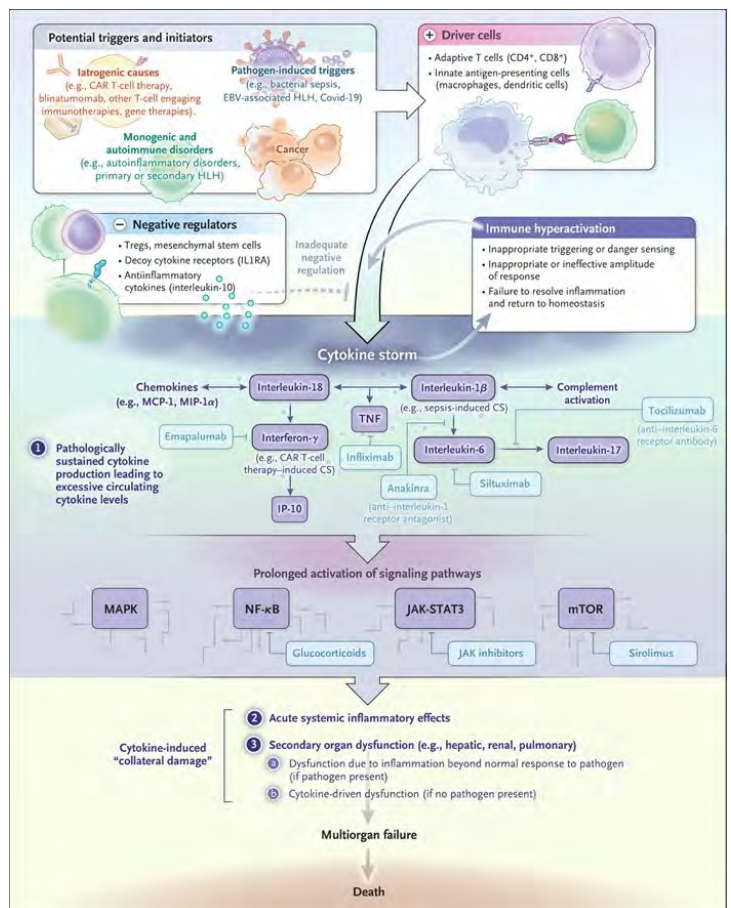 Potential triggers and initiators
Iatrogenic causes
(e.g., CAR T-cell therapy,
blinatumomab, other T-cell engaging
immunotherapies, gene therapies).
Pathogen-induced triggers
(e.g., bacterial sepsis,
EBV-associated HLH, Covid-19)
Monogenic and
autoimmune disorders
(e.g., autoinflammatory disorders,
primary or secondary HLH)
Cancer
+ Driver cells
• Adaptive T cells (CD4+, CD8+)
• Innate antigen-presenting cells
(macrophages, dendritic cells)
− Negative regulators
• Tregs, mesenchymal stem cells
• Decoy cytokine receptors (IL1RA)
• Antiinflammatory
cytokines (interleukin-10)
Inadequate
negative
regulation
Immune hyperactivation
• Inappropriate triggering or danger sensing
• Inappropriate or ineffective amplitude
of response
• Failure to resolve inflammation
and return to homeostasis
Cytokine storm
Chemokines
(e.g., MCP-1, MIP-1α)
Interleukin-18
Interleukin-1β
(e.g., sepsis-induced CS)
Complement
activation
TNF
Tocilizumab
(anti–interleukin-6
receptor antibody)
Emapalumab
Interferon-γ
(e.g., CAR T-cell
therapy–induced CS)
Infliximab
Interleukin-6
Interleukin-17
1 Pathologically
sustained cytokine
production leading to
excessive circulating
cytokine levels
Anakinra
(anti–interleukin-1
receptor antagonist)
Siltuximab
IP-10
Prolonged activation of signaling pathways
MAPK
NF-κB
JAK-STAT3
mTOR
Glucocorticoids
JAK inhibitors
Sirolimus
Cytokine-induced
“collateral damage”
2 Acute systemic inflammatory effects
3 Secondary organ dysfunction (e.g., hepatic, renal, pulmonary)
a Dysfunction due to inflammation beyond normal response to pathogen
(if pathogen present)
b Cytokine-driven dysfunction (if no pathogen present)
Multiorgan failure
Death